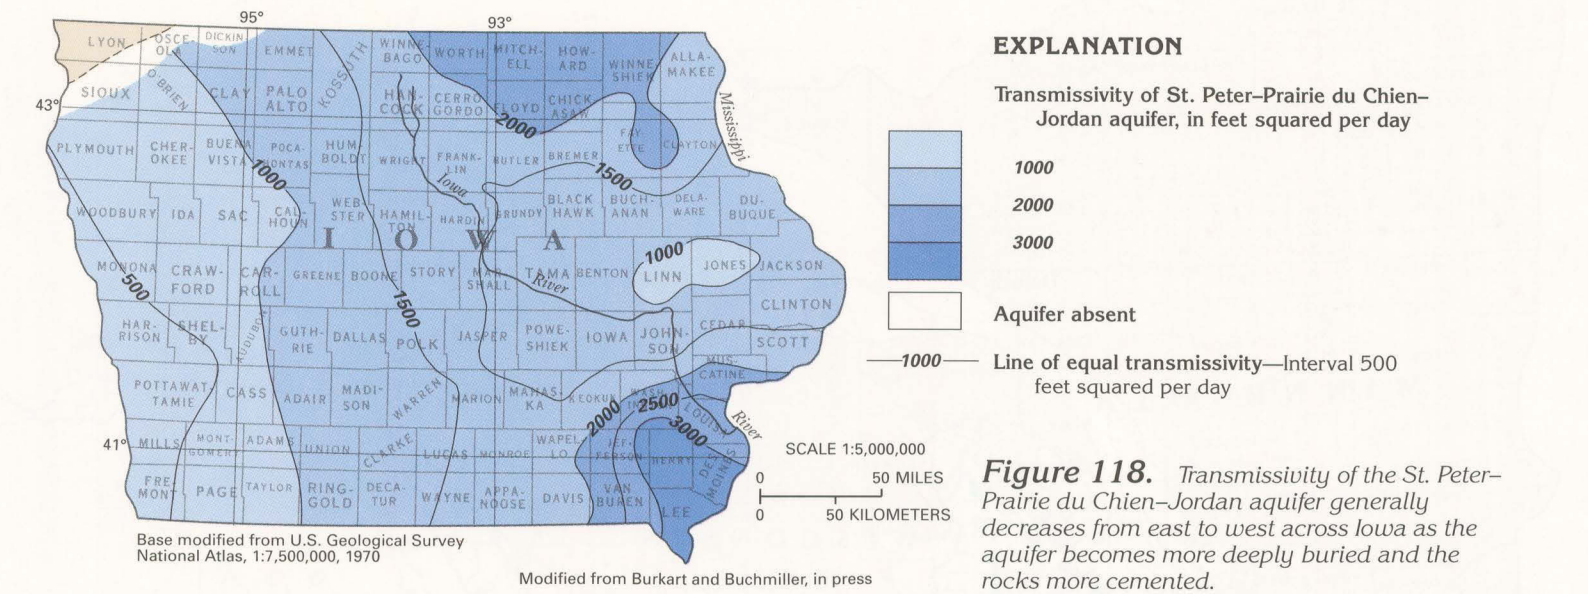 95°
93°
LYON
OSCE-
OLA
DICKIN-
SON
EMMET
KOSSUTH
WINNE-
BAGO
WORTH
MITCH-
ELL
HOW-
ARD
WINNE-
SHIEK
ALLA-
MAKEE
SIOUX
O'BRIEN
CLAY
PALO
ALTO
HAN-
COCK
CERRO
GORDO
FLOYD
CHICK-
ASAW
43°
2000
Mississippi
PLYMOUTH
CHER-
OKEE
BUENA
VISTA
POCA-
HONTAS
HUM-
BOLDT
WRIGHT
FRANK-
LIN
BUTLER
BREMER
FAY-
ETTE
CLAYTON
1000
1500
Iowa
WOODBURY
IDA
SAC
CAL-
HOUN
WEB-
STER
HAMIL-
TON
HARDIN
GRUNDY
BLACK
HAWK
BUCH-
ANAN
DELA-
WARE
DU-
BUQUE
IOWA
MONONA
CRAW-
FORD
CAR-
ROLL
GREENE
BOONE
STORY
MAR-
SHALL
TAMA
BENTON
LINN
JONES
JACKSON
1000
River
500
1500
CLINTON
HAR-
RISON
SHEL-
BY
AUDUBON
GUTH-
RIE
DALLAS
POLK
JASPER
POWE-
SHIEK
IOWA
JOHN-
SON
CEDAR
SCOTT
MUS-
CATINE
POTTAWAT-
TAMIE
CASS
ADAIR
MADI-
SON
WARREN
MARION
MAHAS-
KA
KEOKUK
WASH-
LOUISA
2000
2500
3000
River
41°
MILLS
MONT-
GOMERY
ADAMS
UNION
CLARKE
LUCAS
MONROE
WAPEL-
LO
JEF-
FERSON
HENRY
DES
MOINES
FRE-
MONT
PAGE
TAYLOR
RING-
GOLD
DECA-
TUR
WAYNE
APPA-
NOOSE
DAVIS
VAN
BUREN
LEE
SCALE 1:5,000,000
0 50 MILES
0 50 KILOMETERS
Base modified from U.S. Geological Survey
National Atlas, 1:7,500,000, 1970
Modified from Burkart and Buchmiller, in press
EXPLANATION
Transmissivity of St. Peter–Prairie du Chien–
Jordan aquifer, in feet squared per day
1000
2000
3000
Aquifer absent
1000 Line of equal transmissivity—Interval 500
feet squared per day
Figure 118. Transmissivity of the St. Peter–
Prairie du Chien–Jordan aquifer generally
decreases from east to west across Iowa as the
aquifer becomes more deeply buried and the
rocks more cemented.